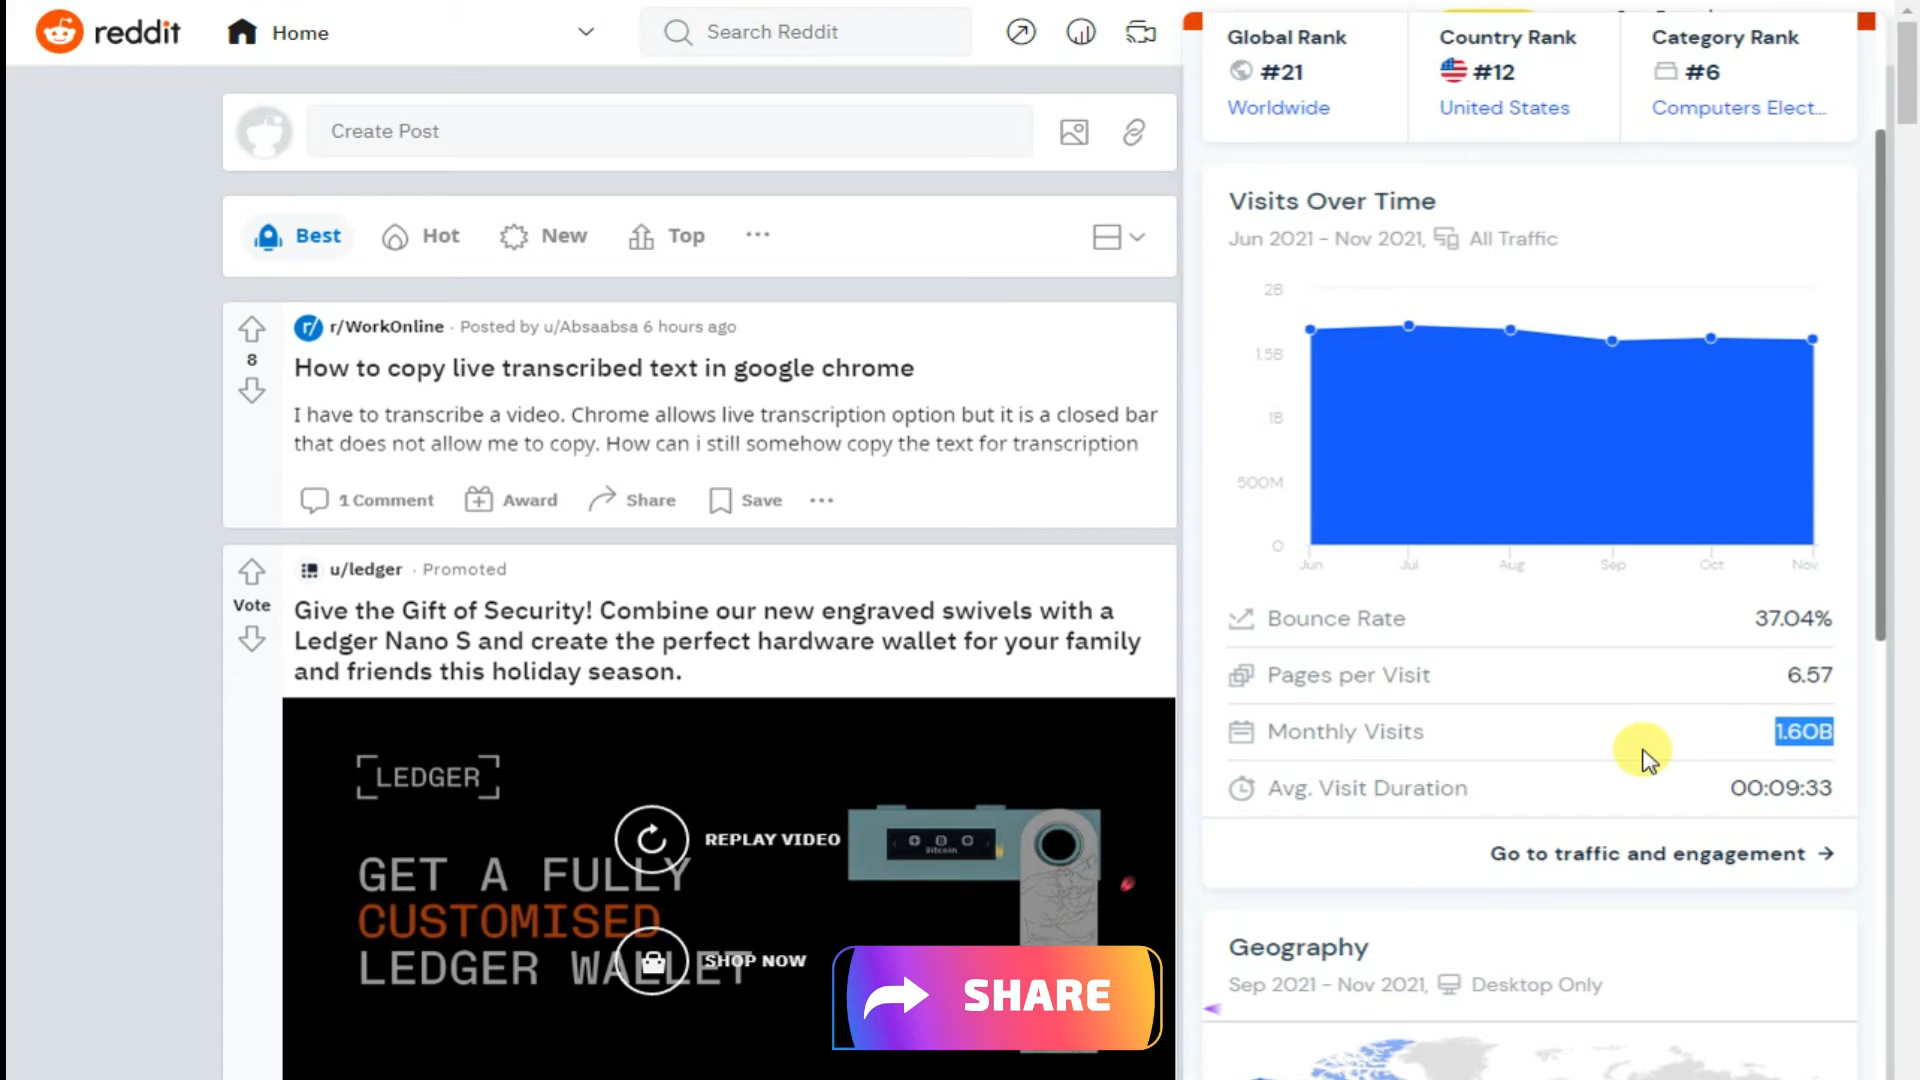 reddit
Home
Search Reddit
Create Post
Best
Hot
New
Top
r/WorkOnline · Posted by u/Absaabsa 6 hours ago
8
How to copy live transcribed text in google chrome
I have to transcribe a video. Chrome allows live transcription option but it is a closed bar
that does not allow me to copy. How can i still somehow copy the text for transcription
1 Comment
Award
Share
Save
u/ledger · Promoted
Vote
Give the Gift of Security! Combine our new engraved swivels with a
Ledger Nano S and create the perfect hardware wallet for your family
and friends this holiday season.
LEDGER
REPLAY VIDEO
Bitcoin
GET A FULLY
CUSTOMISED
LEDGER WALLET
SHOP NOW
SHARE
Global Rank
#21
Worldwide
Country Rank
#12
United States
Category Rank
#6
Computers Elect...
Visits Over Time
Jun 2021 - Nov 2021, All Traffic
2B
1.5B
1B
500M
0
Jun Jul Aug Sep Oct Nov
Bounce Rate 37.04%
Pages per Visit 6.57
Monthly Visits 1.60B
Avg. Visit Duration 00:09:33
Go to traffic and engagement →
Geography
Sep 2021 - Nov 2021, Desktop Only